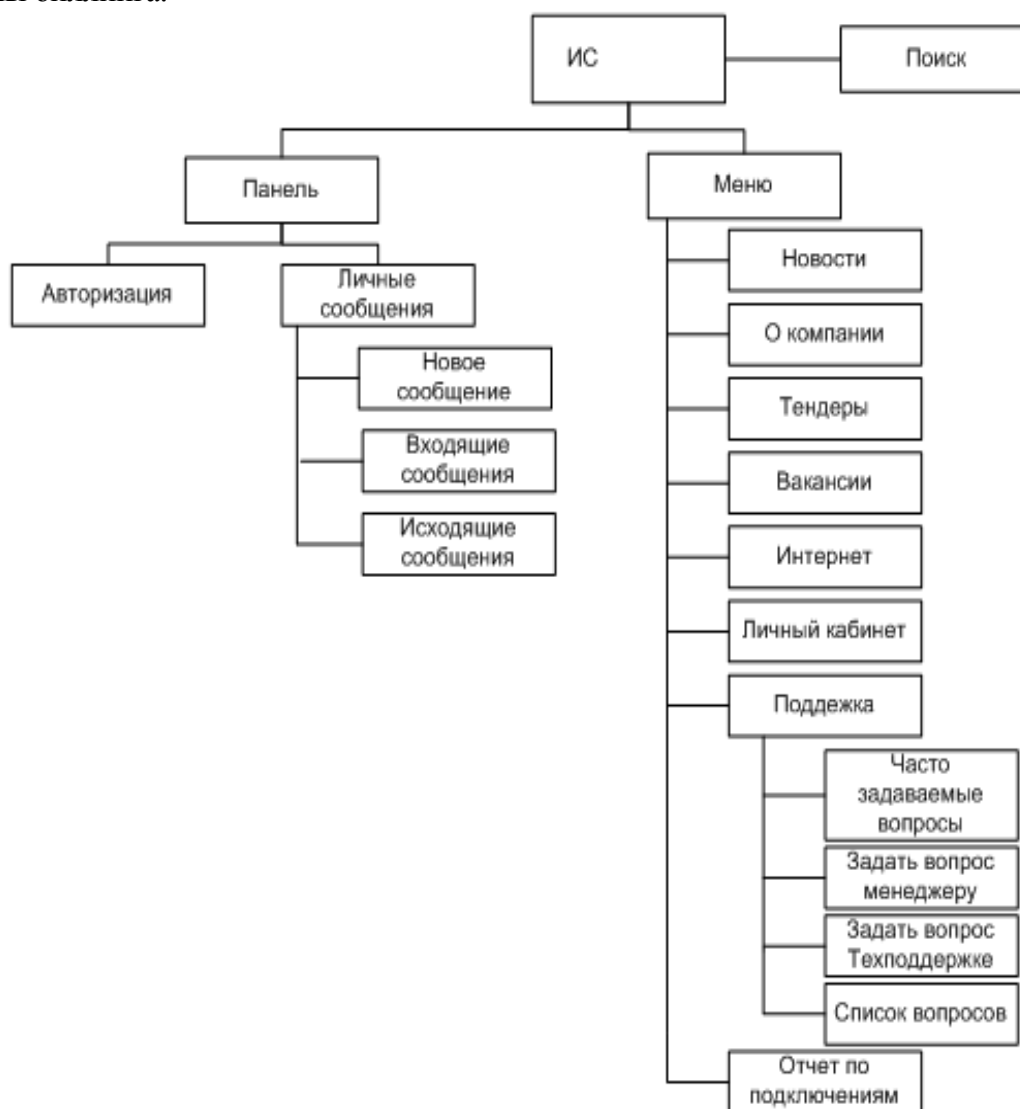 ИС
Поиск
Панель
Меню
Авторизация
Личные
сообщения
Новое
сообщение
Входящие
сообщения
Исходящие
сообщения
Новости
О компании
Тендеры
Вакансии
Интернет
Личный кабинет
Поддежка
Часто
задаваемые
вопросы
Задать вопрос
менеджеру
Задать вопрос
Техподдержке
Список вопросов
Отчет по
подключениям